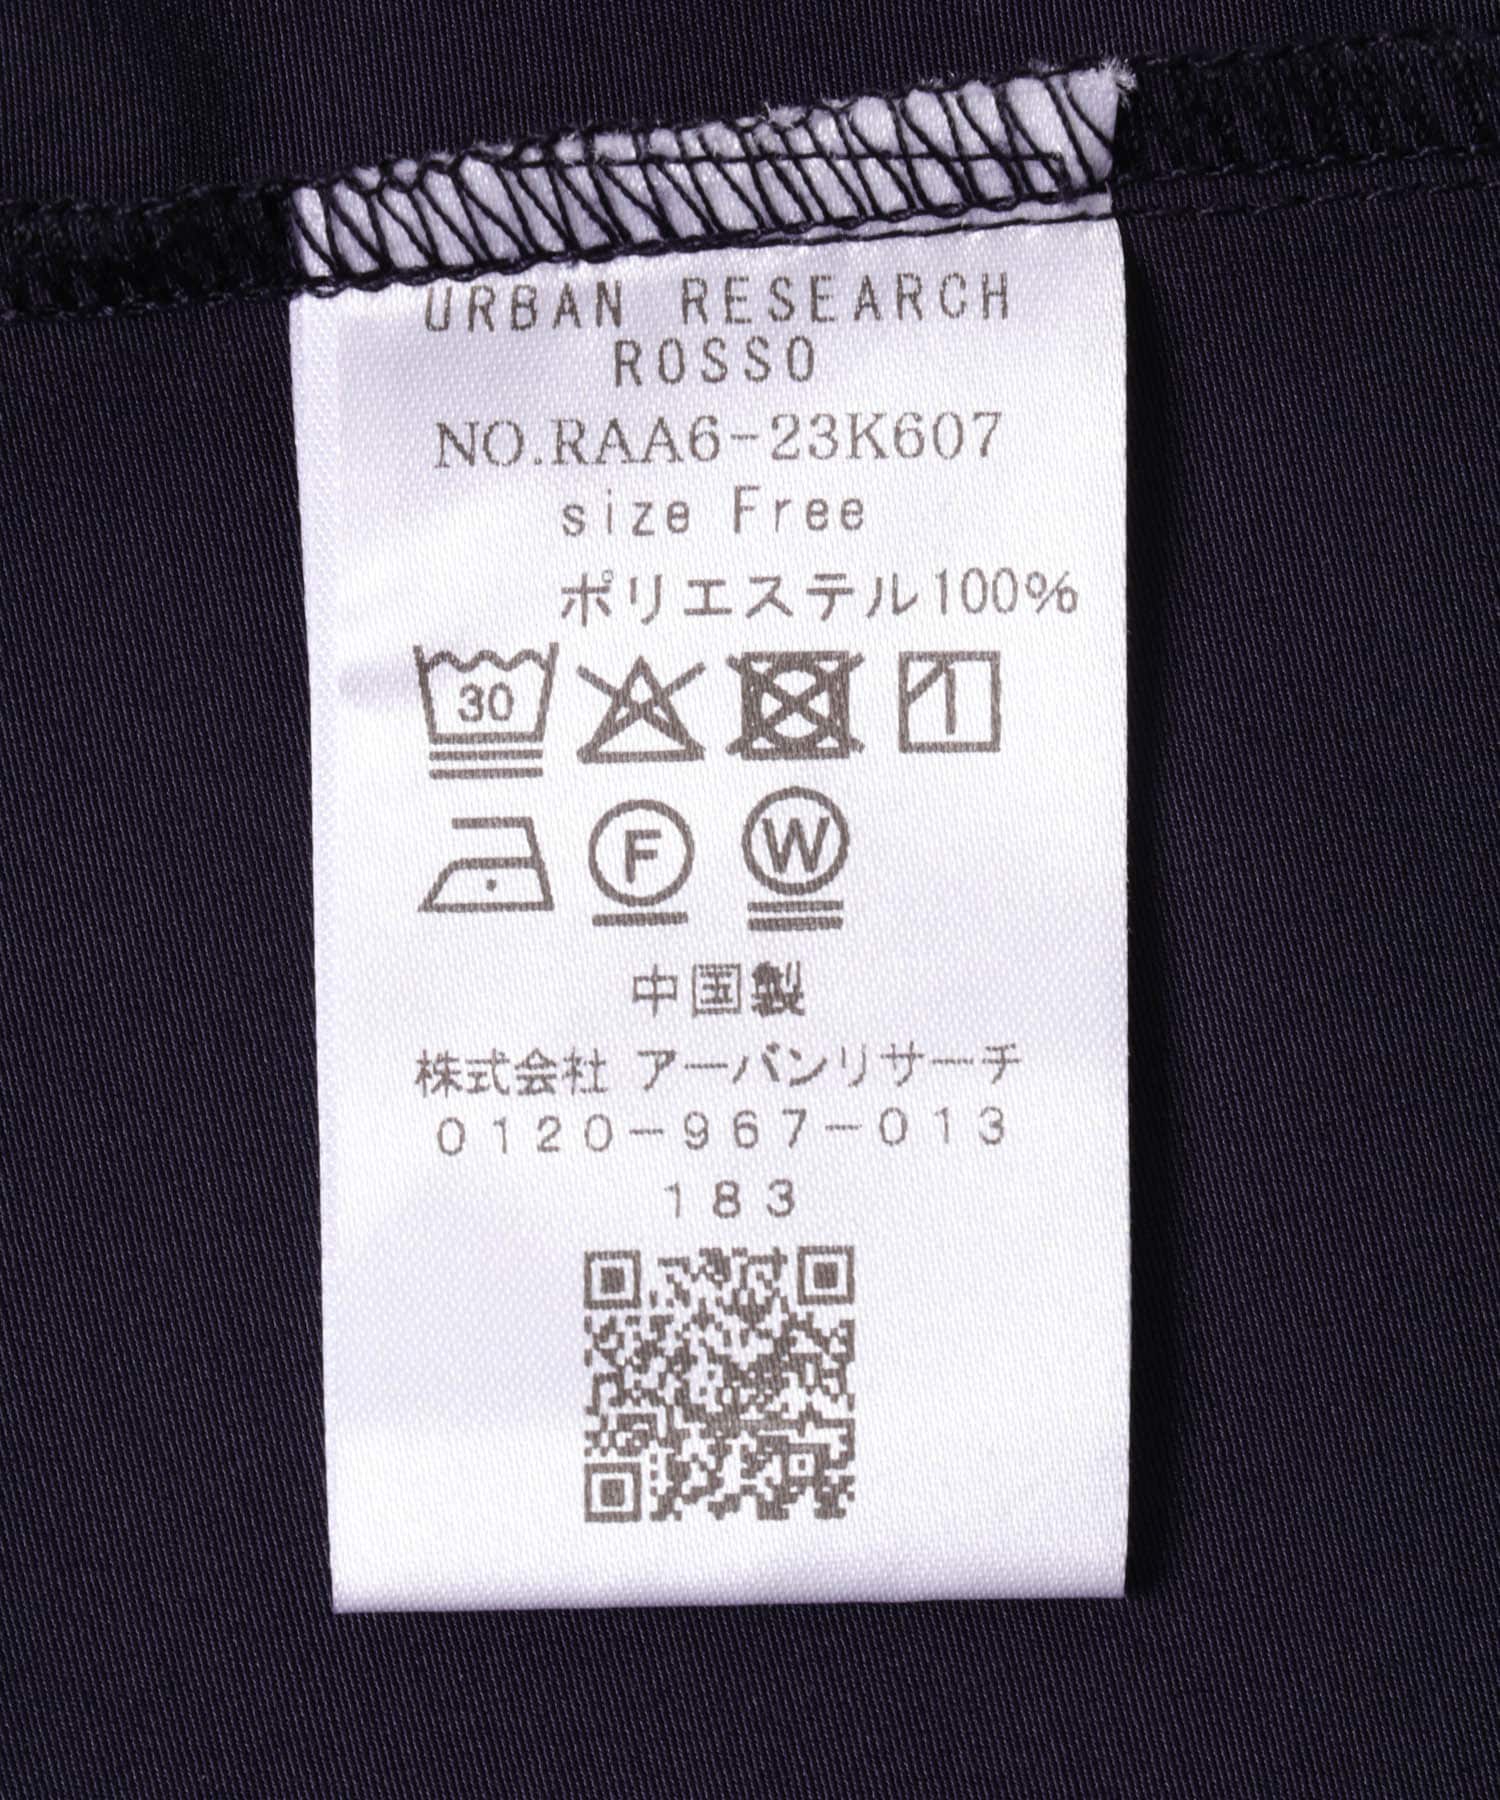 URBAN RESEARCH
ROSSO
NO.RAA6-23K607
size Free
ポリエステル100%
30
F W
中国製
株式会社 アーバンリサーチ
0120-967-013
183